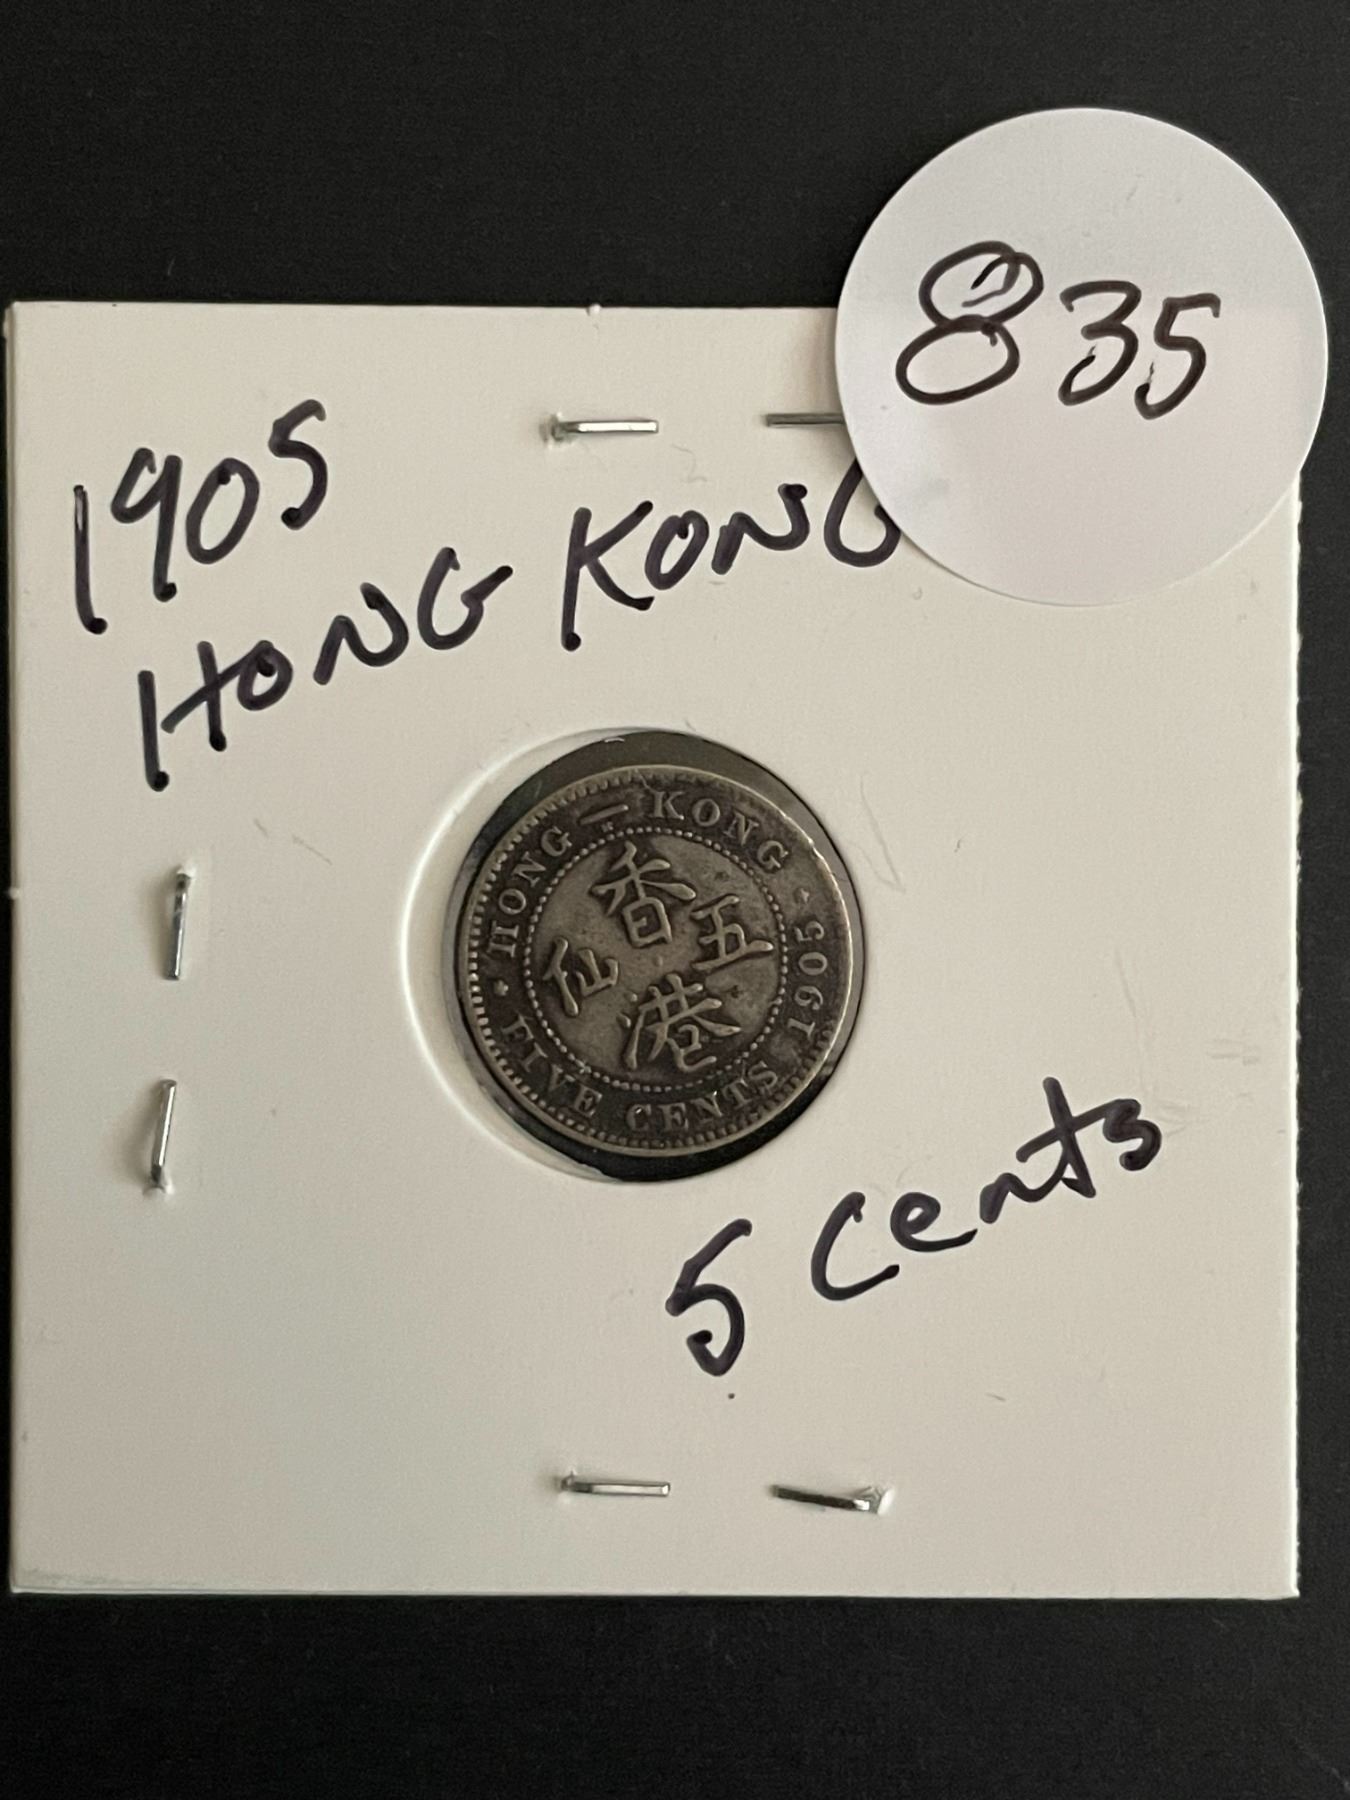 835
1905
HONG KONG
HONG — KONG
香
五
仙
港
FIVE CENTS 1905
5 Cents